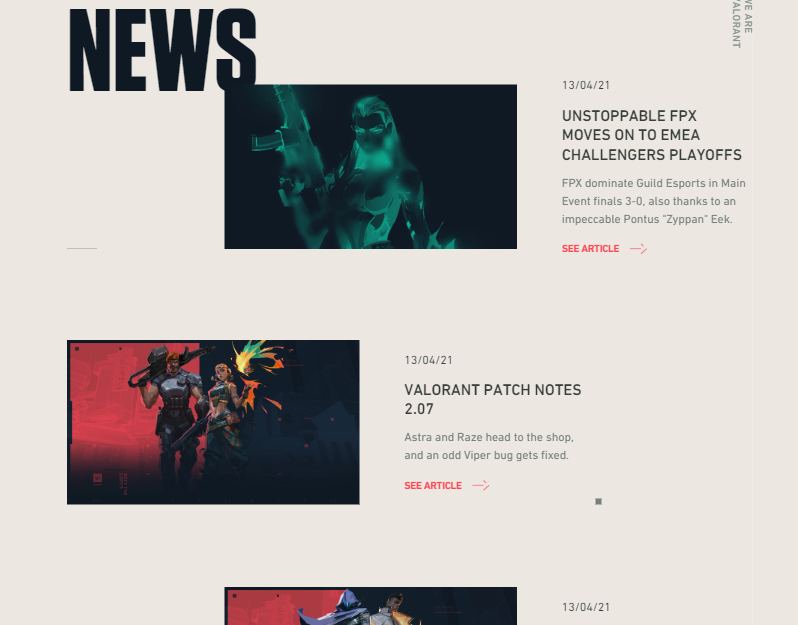 WE ARE
VALORANT
NEWS
13/04/21
UNSTOPPABLE FPX
MOVES ON TO EMEA
CHALLENGERS PLAYOFFS
FPX dominate Guild Esports in Main
Event finals 3-0, also thanks to an
impeccable Pontus "Zyppan" Eek.
SEE ARTICLE
13/04/21
VALORANT PATCH NOTES
2.07
Astra and Raze head to the shop,
and an odd Viper bug gets fixed.
SEE ARTICLE
13/04/21